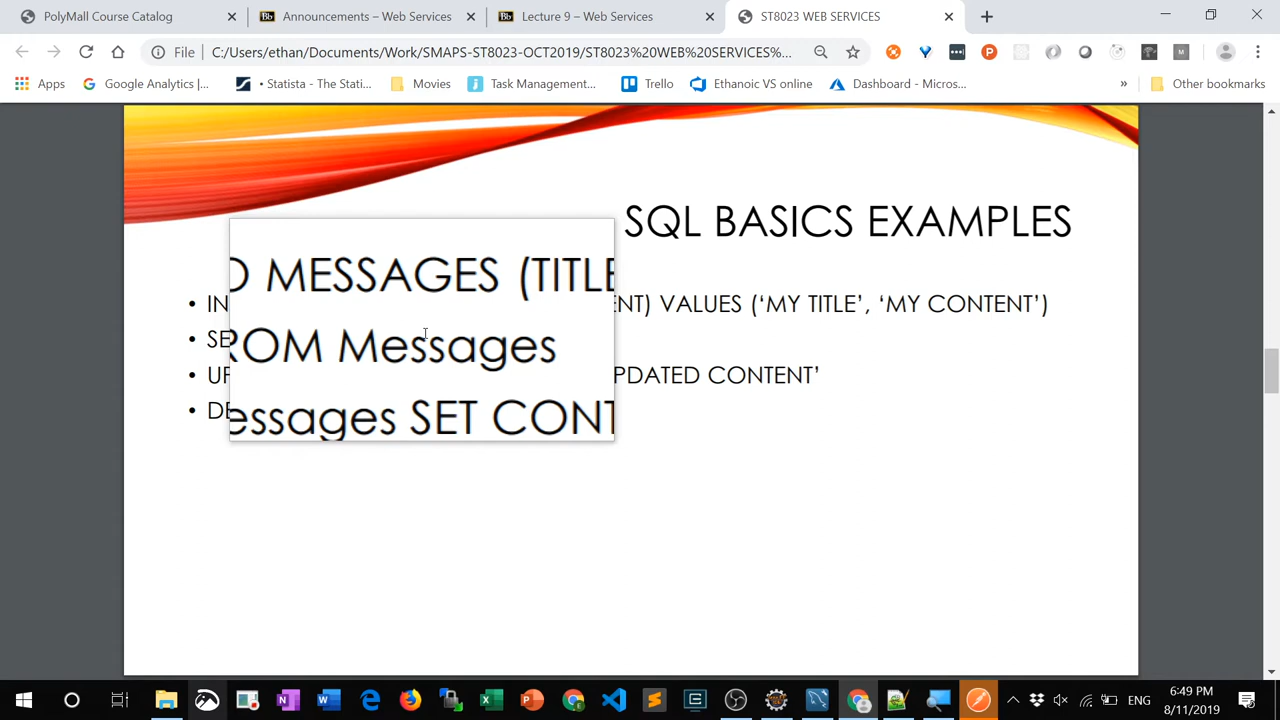 PolyMall Course Catalog
Announcements – Web Services
Lecture 9 – Web Services
ST8023 WEB SERVICES
File C:/Users/ethan/Documents/Work/SMAPS-ST8023-OCT2019/ST8023%20WEB%20SERVICES%...
Apps Google Analytics |... • Statista - The Stati... Movies Task Management... Trello Ethanoic VS online Dashboard - Micros... » Other bookmarks
SQL BASICS EXAMPLES
O MESSAGES (TITLE
• IN ENT) VALUES (‘MY TITLE’, ‘MY CONTENT’)
ROM Messages
• SE
• UP PDATED CONTENT’
essages SET CONT
• DE
ENG
6:49 PM
8/11/2019